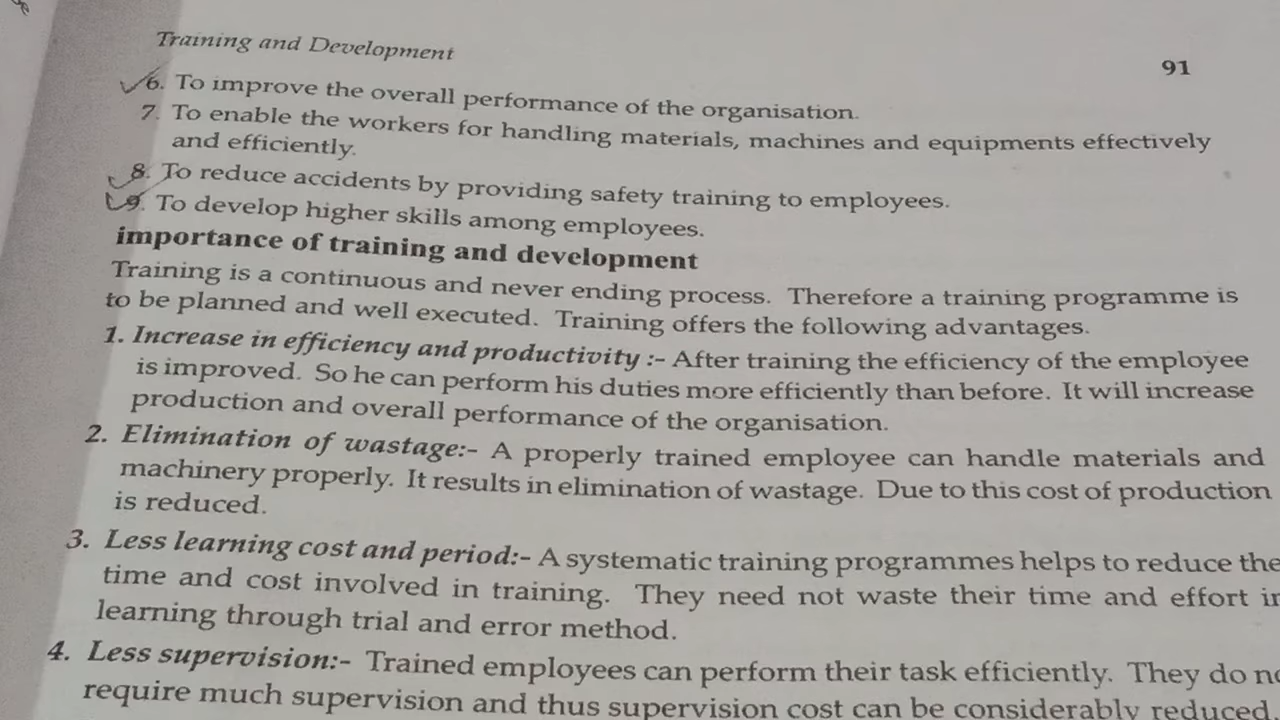 Training and Development
91
6. To improve the overall performance of the organisation.
7. To enable the workers for handling materials, machines and equipments effectively
and efficiently.
8. To reduce accidents by providing safety training to employees.
9. To develop higher skills among employees.
importance of training and development
Training is a continuous and never ending process. Therefore a training programme is
to be planned and well executed. Training offers the following advantages.
1. Increase in efficiency and productivity :- After training the efficiency of the employee
is improved. So he can perform his duties more efficiently than before. It will increase
production and overall performance of the organisation.
2. Elimination of wastage:- A properly trained employee can handle materials and
machinery properly. It results in elimination of wastage. Due to this cost of production
is reduced.
3. Less learning cost and period:- A systematic training programmes helps to reduce the
time and cost involved in training. They need not waste their time and effort in
learning through trial and error method.
4. Less supervision:- Trained employees can perform their task efficiently. They do
require much supervision and thus supervision cost can be considerably reduced